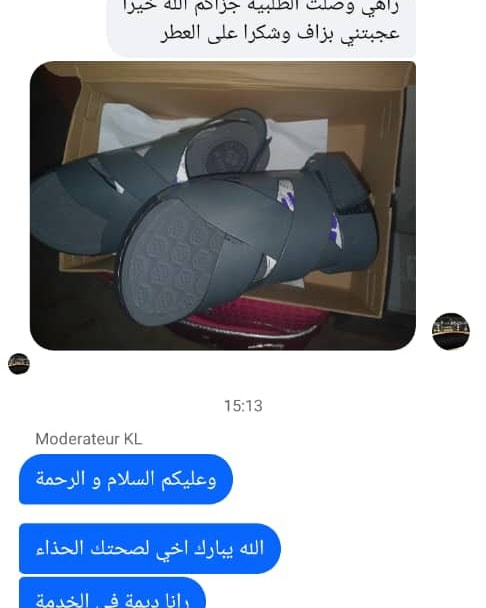 راهي وصلت الطلبية جزاكم الله خيرا
عجبتني بزاف وشكرا على العطر
15:13
Moderateur KL
وعليكم السلام و الرحمة
الله يبارك اخي لصحتك الحذاء
رانا ديمة في الخدمة